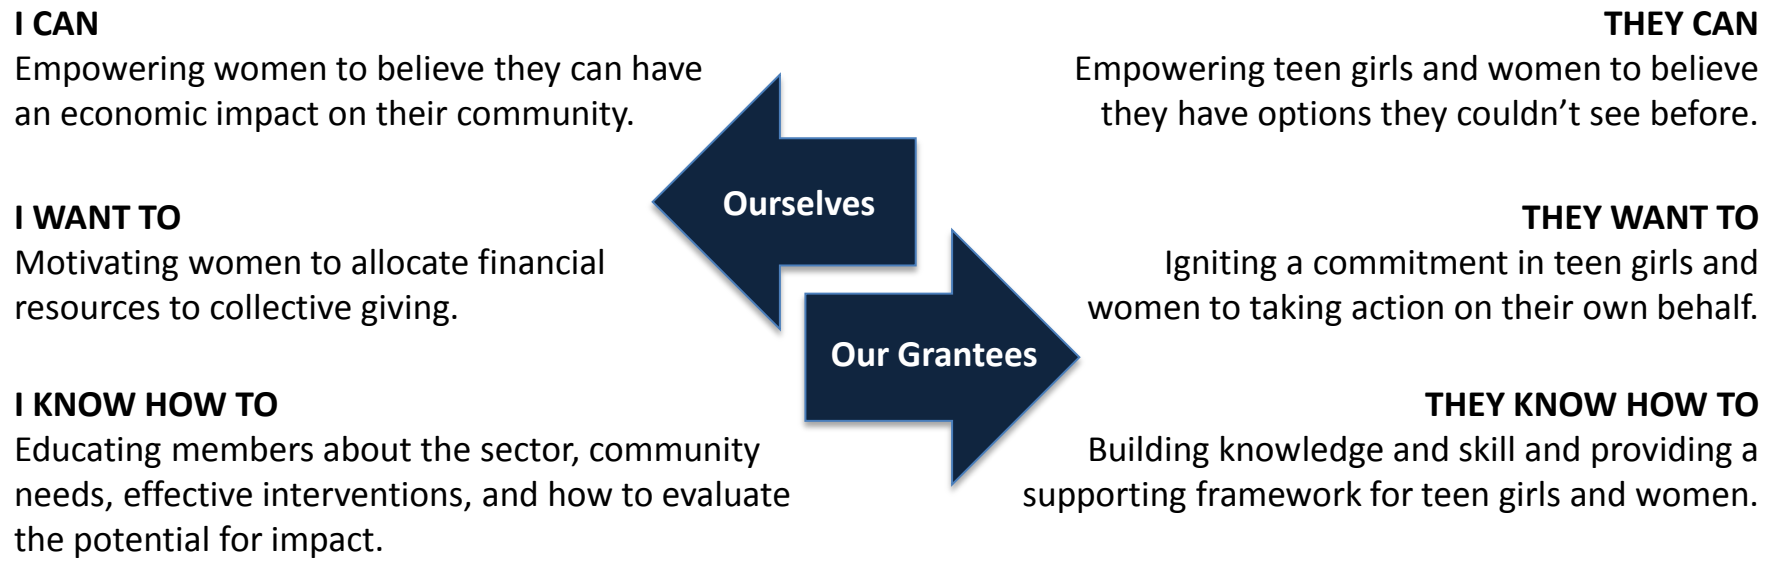 I CAN
Empowering women to believe they can have
an economic impact on their community.
I WANT TO
Motivating women to allocate financial
resources to collective giving.
I KNOW HOW TO
Educating members about the sector, community
needs, effective interventions, and how to evaluate
the potential for impact.
Ourselves
Our Grantees
THEY CAN
Empowering teen girls and women to believe
they have options they couldn’t see before.
THEY WANT TO
Igniting a commitment in teen girls and
women to taking action on their own behalf.
THEY KNOW HOW TO
Building knowledge and skill and providing a
supporting framework for teen girls and women.